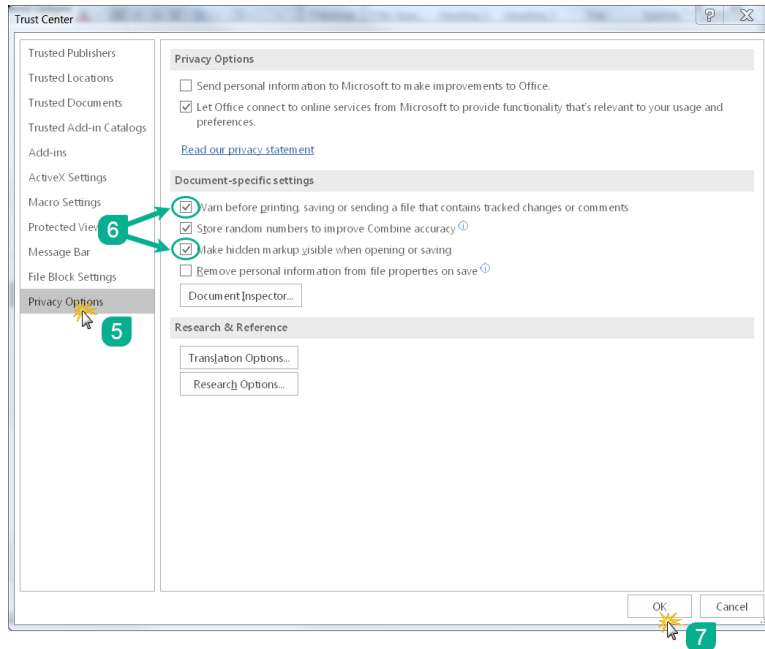 Trust Center
Trusted Publishers
Trusted Locations
Trusted Documents
Trusted Add-in Catalogs
Add-ins
ActiveX Settings
Macro Settings
Protected
Message Bar
File Block Settings
Privacy Options
5
6
Privacy Options
Send personal information to Microsoft to make improvements to Office.
Let Office connect to online services from Microsoft to provide functionality that's relevant to your usage and
preferences.
Read our privacy statement
Document-specific settings
Warn before printing, saving or sending a file that contains tracked changes or comments
Store random numbers to improve Combine accuracy
Make hidden markup visible when opening or saving
Remove personal information from file properties on save
Document Inspector...
Research & Reference
Translation Options...
Research Options...
OK
Cancel
7